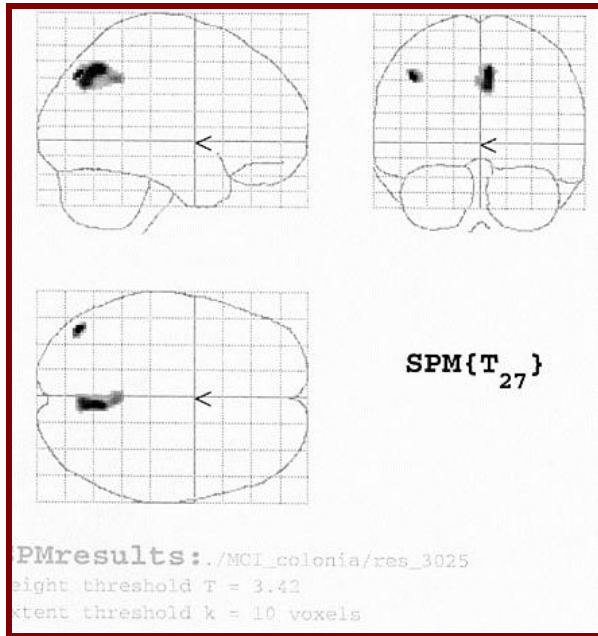 SPM{T27}
PMresults: ./MCI_colonia/res_3025
eight threshold T = 3.42
xtent threshold k = 10 voxels